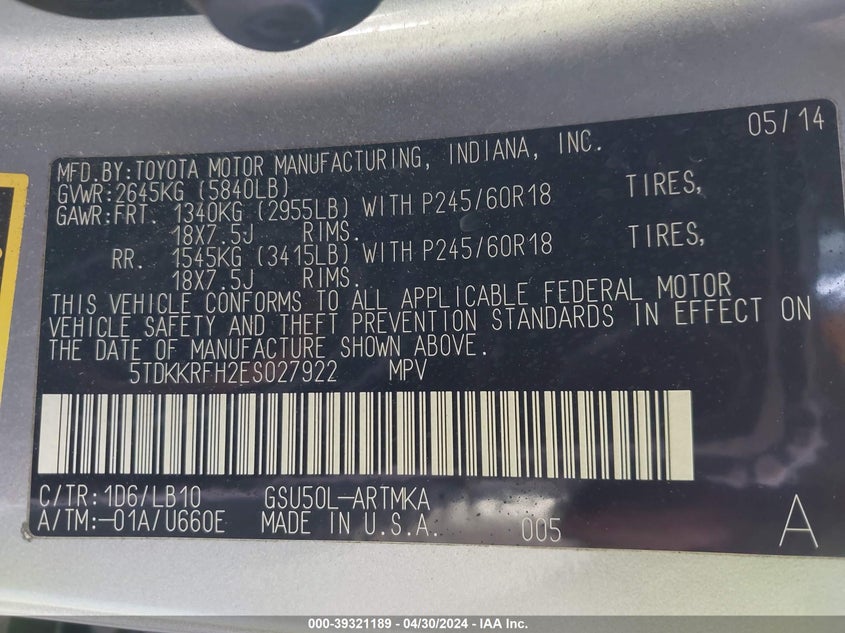 05/14
MFD.BY:TOYOTA MOTOR MANUFACTURING, INDIANA, INC.
GVWR:2645KG (5840LB)
GAWR:FRT. 1340KG (2955LB) WITH P245/60R18 TIRES,
18X7.5J RIMS.
RR. 1545KG (3415LB) WITH P245/60R18 TIRES,
18X7.5J RIMS.
THIS VEHICLE CONFORMS TO ALL APPLICABLE FEDERAL MOTOR
VEHICLE SAFETY AND THEFT PREVENTION STANDARDS IN EFFECT ON
THE DATE OF MANUFACTURE SHOWN ABOVE.
5TDKKRFH2ES027922 MPV
C/TR:1D6/LB10 GSU50L-ARTMKA
A/TM:-01A/U660E MADE IN U.S.A. 005 A
000-39321189 - 04/30/2024 - IAA Inc.